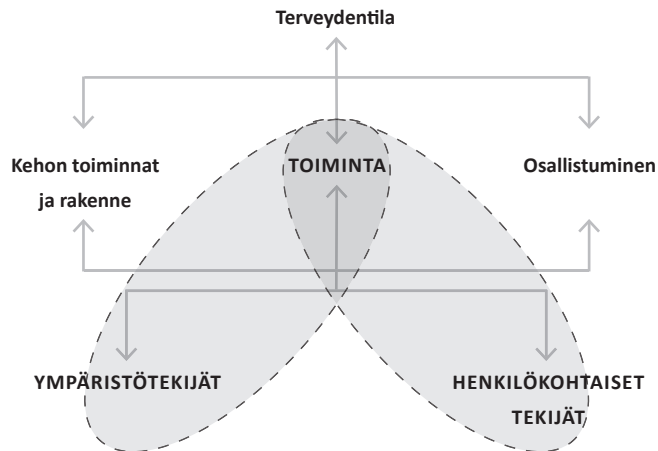 Terveydentila
Kehon toiminnat
ja rakenne
TOIMINTA
Osallistuminen
YMPÄRISTÖTEKIJÄT
HENKILÖKOHTAISET
TEKIJÄT